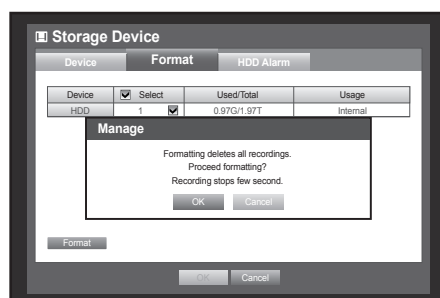 Storage Device
Device Format HDD Alarm
Device Select Used/Total Usage
HDD 1 0.97G/1.97T Internal
Manage
Formatting deletes all recordings.
Proceed formatting?
Recording stops few second.
OK Cancel
Format
OK Cancel